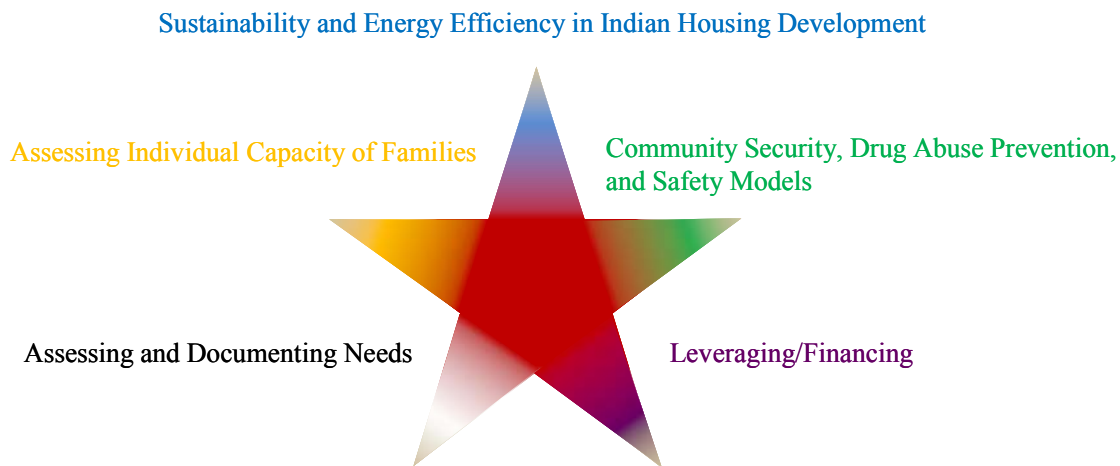 Sustainability and Energy Efficiency in Indian Housing Development
Assessing Individual Capacity of Families
Community Security, Drug Abuse Prevention,
and Safety Models
Assessing and Documenting Needs
Leveraging/Financing